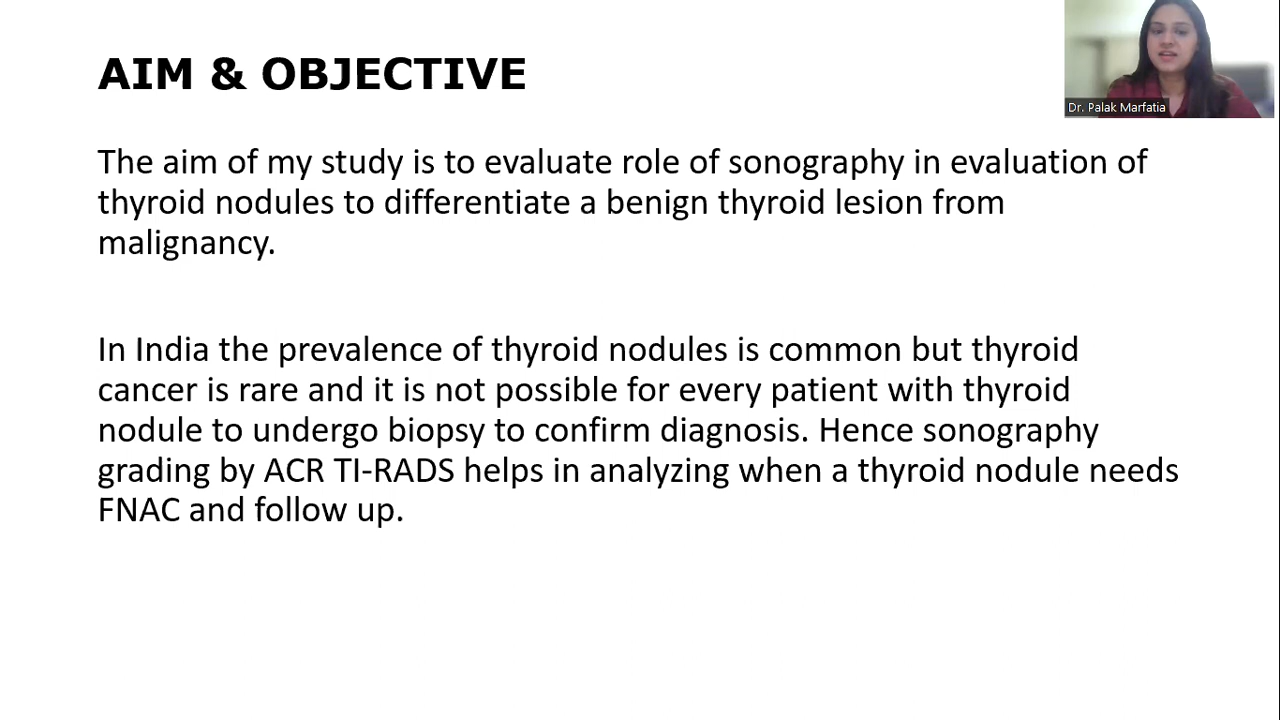 AIM & OBJECTIVE
Dr. Palak Marfatia
The aim of my study is to evaluate role of sonography in evaluation of
thyroid nodules to differentiate a benign thyroid lesion from
malignancy.
In India the prevalence of thyroid nodules is common but thyroid
cancer is rare and it is not possible for every patient with thyroid
nodule to undergo biopsy to confirm diagnosis. Hence sonography
grading by ACR TI-RADS helps in analyzing when a thyroid nodule needs
FNAC and follow up.